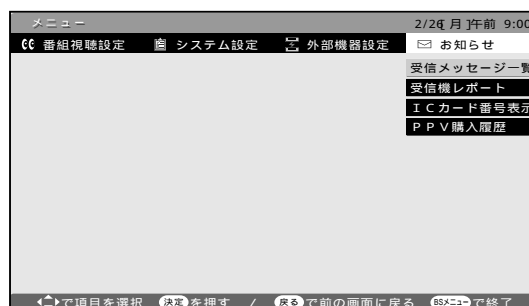 メニュー 2/26[月]午前 9:00
番組視聴設定 システム設定 外部機器設定 お知らせ
受信メッセージ一覧
受信機レポート
ICカード番号表示
PPV購入履歴
で項目を選択 決定を押す / 戻るで前の画面に戻る BSメニューで終了